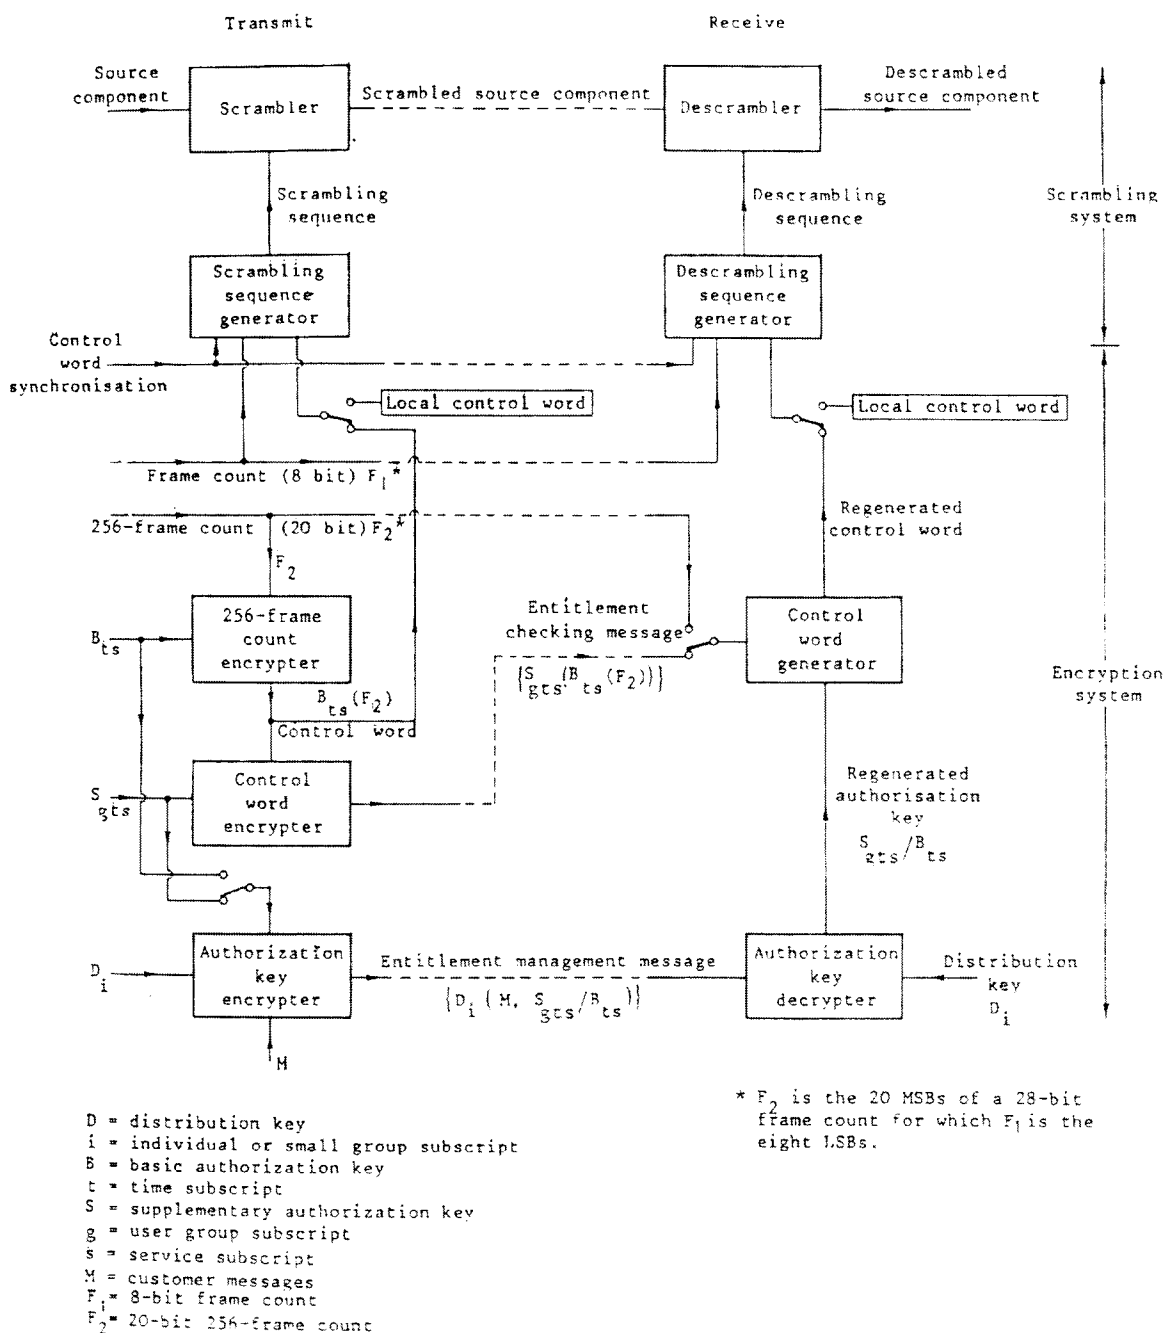 Transmit
Receive
Source
component
Scrambler
Scrambled source component
Descrambler
Descrambled
source component
Scrambling
sequence
Descrambling
sequence
Scrambling
system
Scrambling
sequence
generator
Descrambling
sequence
generator
Control
word
synchronisation
Local control word
Local control word
Frame count (8 bit) F1*
256-frame count (20 bit) F2*
Regenerated
control word
F2
256-frame
count
encrypter
Bts
Entitlement
checking message
{Sgts(Bts(F2))}
Control
word
generator
Encryption
system
Bts(F2)
Control word
Sgts
Control
word
encrypter
Regenerated
authorisation
key
Sgts/Bts
Di
Authorization
key
encrypter
Entitlement management message
{Di(M, Sgts/Bts)}
Authorization
key
decrypter
Distribution
key
Di
M
D = distribution key
i = individual or small group subscript
B = basic authorization key
t = time subscript
S = supplementary authorization key
g = user group subscript
s = service subscript
M = customer messages
Fi = 8-bit frame count
F2 = 20-bit 256-frame count
* F2 is the 20 MSBs of a 28-bit
frame count for which F1 is the
eight LSBs.